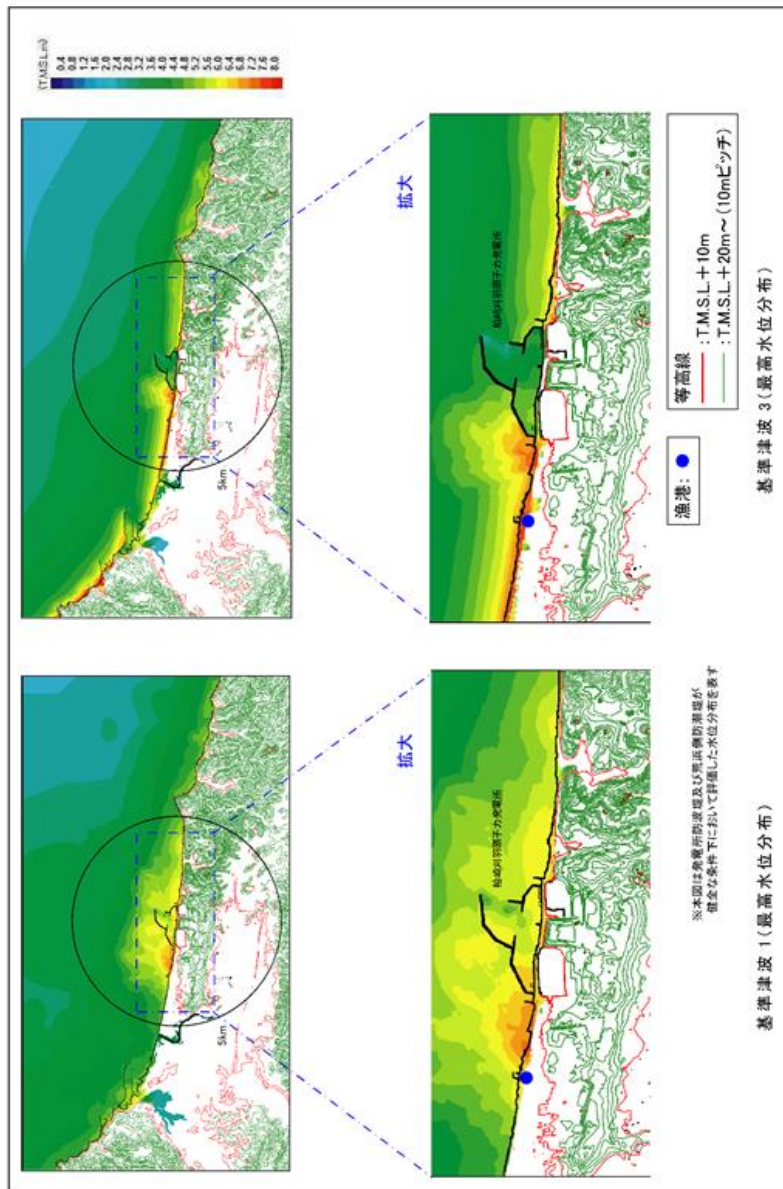 (T.M.S.L.m)
0.4
0.8
1.2
1.6
2.0
2.4
2.8
3.2
3.6
4.0
4.4
4.8
5.2
5.6
6.0
6.4
6.8
7.2
7.6
8.0
5km
拡大
柏崎刈羽原子力発電所
※本図は発電所防波堤及び荒浜側防潮堤が
健全な条件下において評価した水位分布を表す
基準津波1(最高水位分布)
5km
拡大
柏崎刈羽原子力発電所
漁港:
等高線
:T.M.S.L.+10m
:T.M.S.L.+20m~(10mピッチ)
基準津波3(最高水位分布)